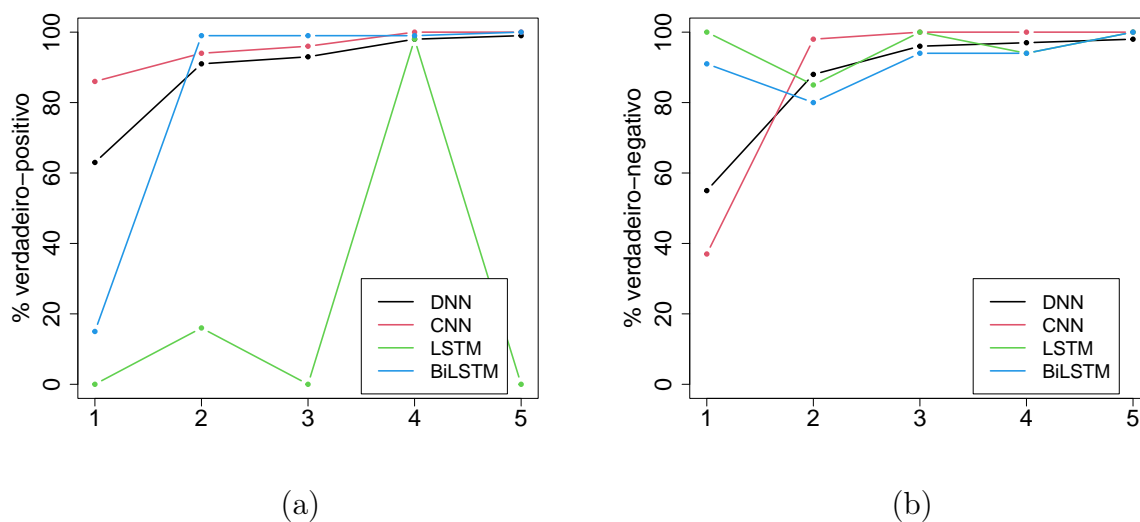 % verdadeiro−positivo
100
80
60
40
20
0
1 2 3 4 5
DNN
CNN
LSTM
BiLSTM
(a)
% verdadeiro−negativo
100
80
60
40
20
0
1 2 3 4 5
DNN
CNN
LSTM
BiLSTM
(b)